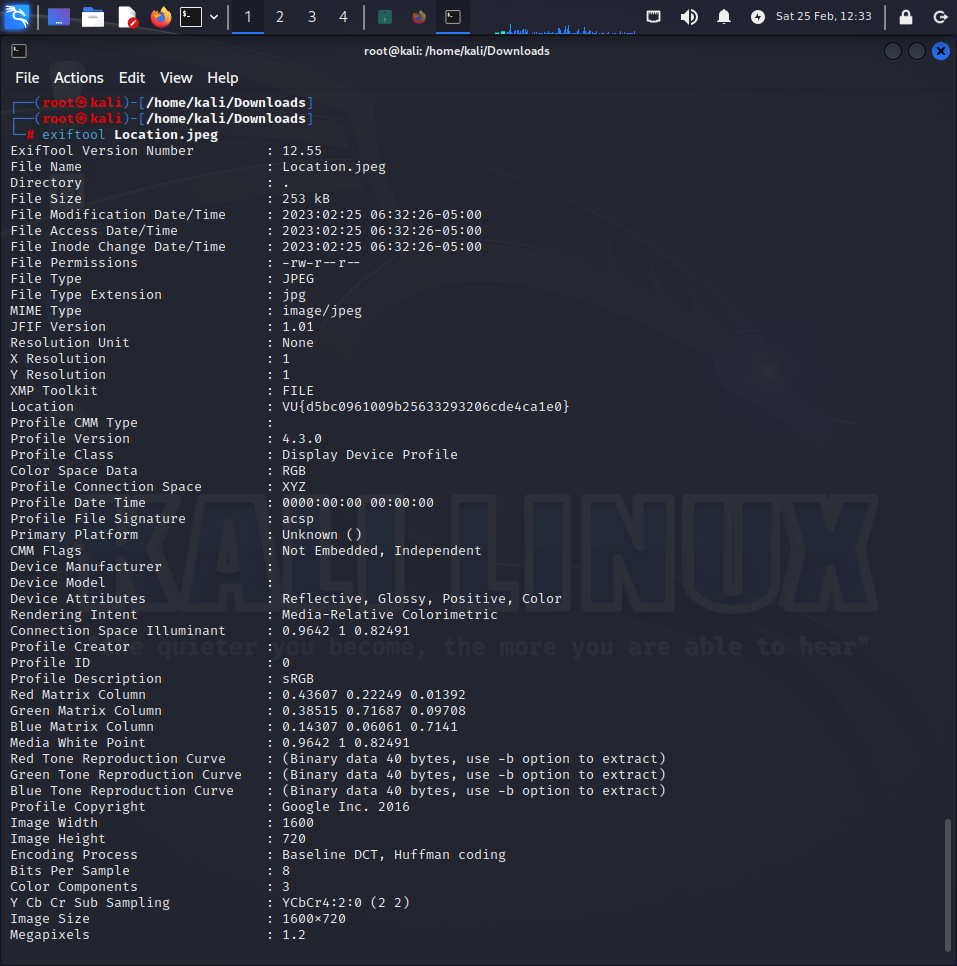 1 2 3 4 Sat 25 Feb, 12:33
root@kali: /home/kali/Downloads
File Actions Edit View Help
┌──(root㉿kali)-[/home/kali/Downloads]
┌──(root㉿kali)-[/home/kali/Downloads]
└─# exiftool Location.jpeg
ExifTool Version Number : 12.55
File Name : Location.jpeg
Directory : .
File Size : 253 kB
File Modification Date/Time : 2023:02:25 06:32:26-05:00
File Access Date/Time : 2023:02:25 06:32:26-05:00
File Inode Change Date/Time : 2023:02:25 06:32:26-05:00
File Permissions : -rw-r--r--
File Type : JPEG
File Type Extension : jpg
MIME Type : image/jpeg
JFIF Version : 1.01
Resolution Unit : None
X Resolution : 1
Y Resolution : 1
XMP Toolkit : FILE
Location : VU{d5bc0961009b25633293206cde4ca1e0}
Profile CMM Type :
Profile Version : 4.3.0
Profile Class : Display Device Profile
Color Space Data : RGB
Profile Connection Space : XYZ
Profile Date Time : 0000:00:00 00:00:00
Profile File Signature : acsp
Primary Platform : Unknown ()
CMM Flags : Not Embedded, Independent
Device Manufacturer :
Device Model :
Device Attributes : Reflective, Glossy, Positive, Color
Rendering Intent : Media-Relative Colorimetric
Connection Space Illuminant : 0.9642 1 0.82491
Profile Creator :
Profile ID : 0
Profile Description : sRGB
Red Matrix Column : 0.43607 0.22249 0.01392
Green Matrix Column : 0.38515 0.71687 0.09708
Blue Matrix Column : 0.14307 0.06061 0.7141
Media White Point : 0.9642 1 0.82491
Red Tone Reproduction Curve : (Binary data 40 bytes, use -b option to extract)
Green Tone Reproduction Curve : (Binary data 40 bytes, use -b option to extract)
Blue Tone Reproduction Curve : (Binary data 40 bytes, use -b option to extract)
Profile Copyright : Google Inc. 2016
Image Width : 1600
Image Height : 720
Encoding Process : Baseline DCT, Huffman coding
Bits Per Sample : 8
Color Components : 3
Y Cb Cr Sub Sampling : YCbCr4:2:0 (2 2)
Image Size : 1600×720
Megapixels : 1.2
KALI LINUX
quieter you become, the more you are able to hear"